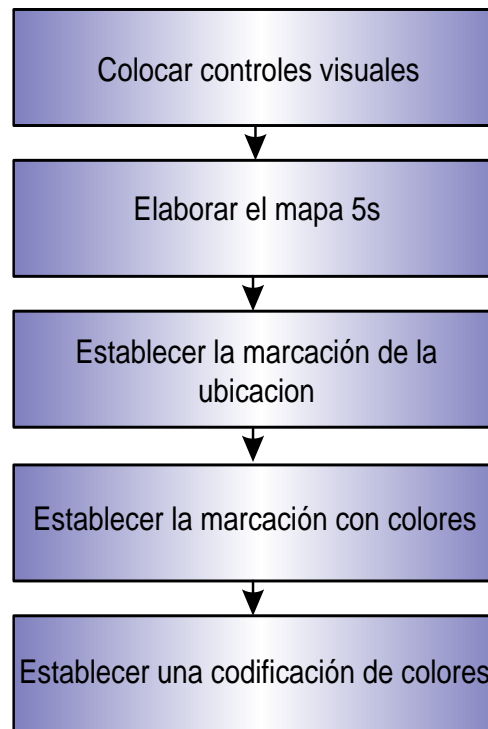 Colocar controles visuales
Elaborar el mapa 5s
Establecer la marcación de la
ubicacion
Establecer la marcación con colores
Establecer una codificación de colores